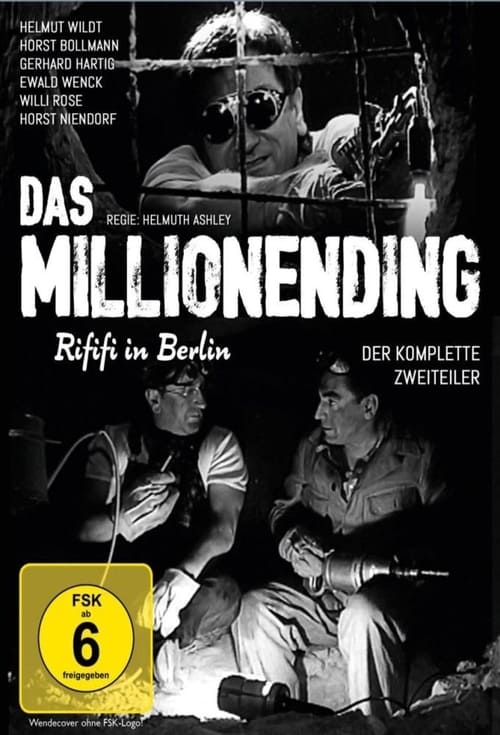 HELMUT WILDT
HORST BOLLMANN
GERHARD HARTIG
EWALD WENCK
WILLI ROSE
HORST NIENDORF
DAS
REGIE: HELMUTH ASHLEY
MILLIONENDING
Rififi in Berlin
DER KOMPLETTE
ZWEITEILER
FSK
ab
6
freigegeben
Wendecover ohne FSK-Logo!